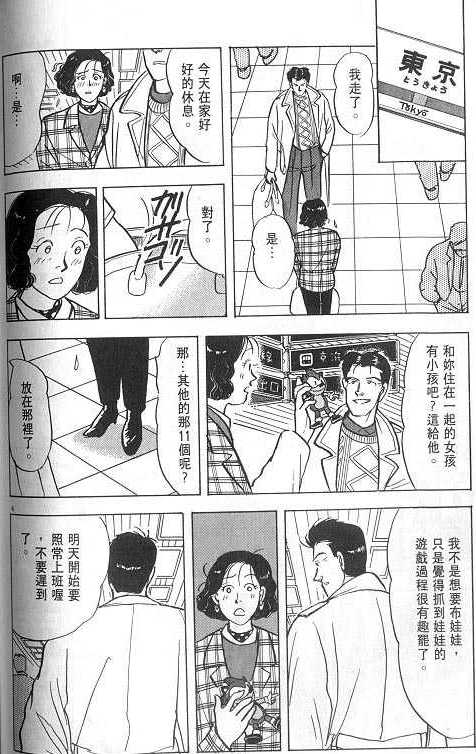 東京
とうきょう
Tōkyō
我走了。
是⋯。
今天在家好
好的休息。
啊⋯是⋯。
對了。
ガサガサッ
和妳住在一起的女孩
有小孩吧？這給他。
那⋯其他的那11個呢？
放在那裡了。
我不是想要布娃娃，
只是覺得抓到娃娃的
遊戲過程很有趣罷了。
明天開始要
照常上班喔
，不要遲到
了。